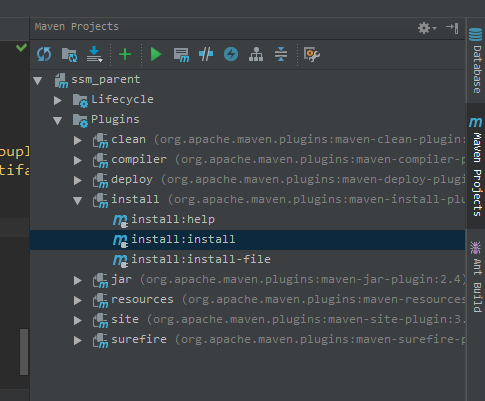 Maven Projects
ssm_parent
Lifecycle
Plugins
clean (org.apache.maven.plugins:maven-clean-plugin:
compiler (org.apache.maven.plugins:maven-compiler-p
deploy (org.apache.maven.plugins:maven-deploy-plugin
install (org.apache.maven.plugins:maven-install-plu
install:help
install:install
install:install-file
jar (org.apache.maven.plugins:maven-jar-plugin:2.4)
resources (org.apache.maven.plugins:maven-resources
site (org.apache.maven.plugins:maven-site-plugin:3.
surefire (org.apache.maven.plugins:maven-surefire-p
oupl
tifa
Database
Maven Projects
Ant Build